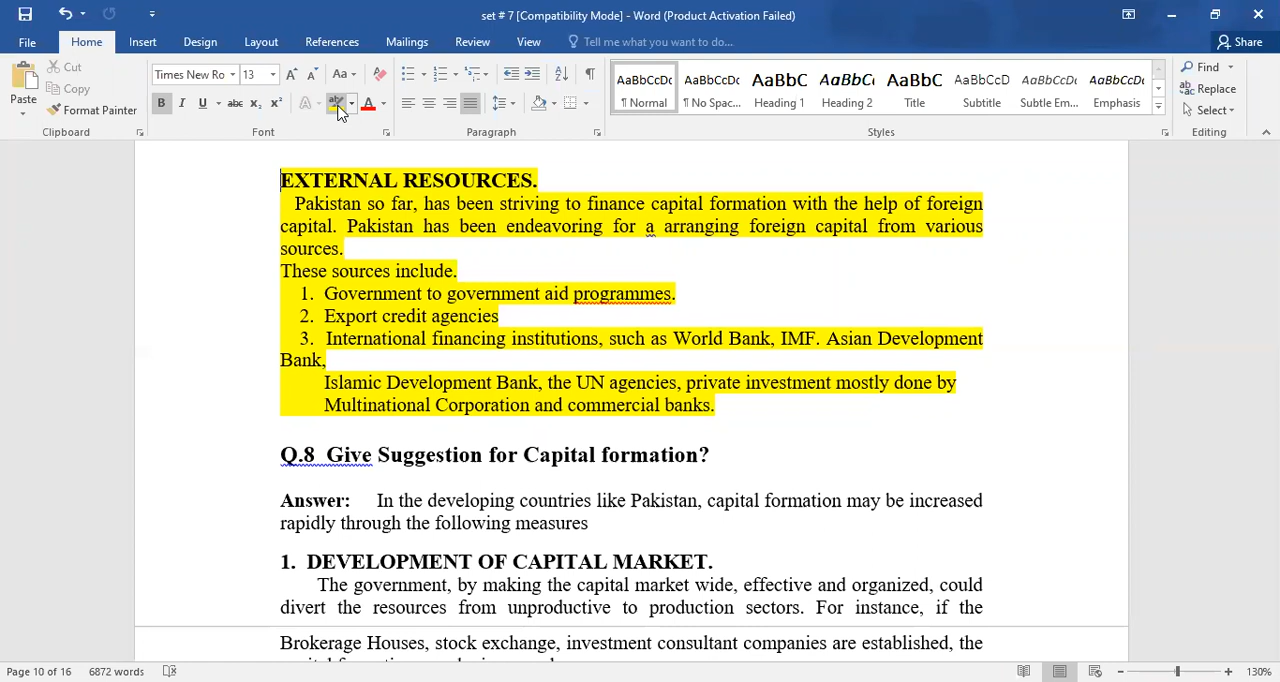 set # 7 [Compatibility Mode] - Word (Product Activation Failed)
File Home Insert Design Layout References Mailings Review View Tell me what you want to do... Share
Cut
Copy
Format Painter
Paste
Clipboard
Times New Ro 13
Font
Paragraph
AaBbCcDc AaBbCcDc AaBbC AaBbCc AaBbC AaBbCcD AaBbCcDc AaBbCcDc
¶ Normal ¶ No Spac... Heading 1 Heading 2 Title Subtitle Subtle Em... Emphasis
Styles
Find
Replace
Select
Editing
EXTERNAL RESOURCES.
Pakistan so far, has been striving to finance capital formation with the help of foreign
capital. Pakistan has been endeavoring for a arranging foreign capital from various
sources.
These sources include.
1. Government to government aid programmes.
2. Export credit agencies
3. International financing institutions, such as World Bank, IMF. Asian Development
Bank,
Islamic Development Bank, the UN agencies, private investment mostly done by
Multinational Corporation and commercial banks.
Q.8 Give Suggestion for Capital formation?
Answer: In the developing countries like Pakistan, capital formation may be increased
rapidly through the following measures
1. DEVELOPMENT OF CAPITAL MARKET.
The government, by making the capital market wide, effective and organized, could
divert the resources from unproductive to production sectors. For instance, if the
Brokerage Houses, stock exchange, investment consultant companies are established, the
Page 10 of 16 6872 words 130%